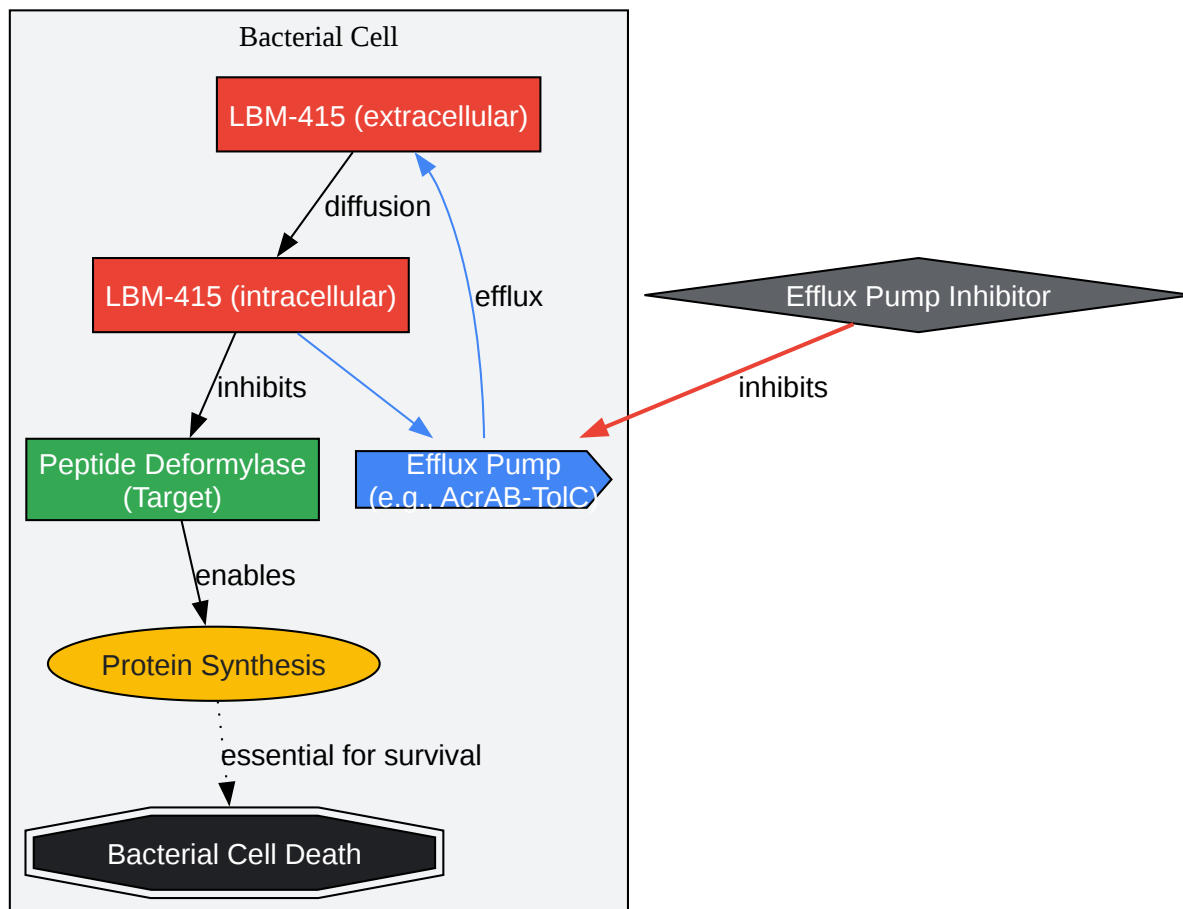 Bacterial Cell
LBM-415 (extracellular)
diffusion
LBM-415 (intracellular)
efflux
Efflux Pump Inhibitor
inhibits
inhibits
Peptide Deformylase
(Target)
Efflux Pump
(e.g., AcrAB-TolC)
enables
Protein Synthesis
essential for survival
Bacterial Cell Death